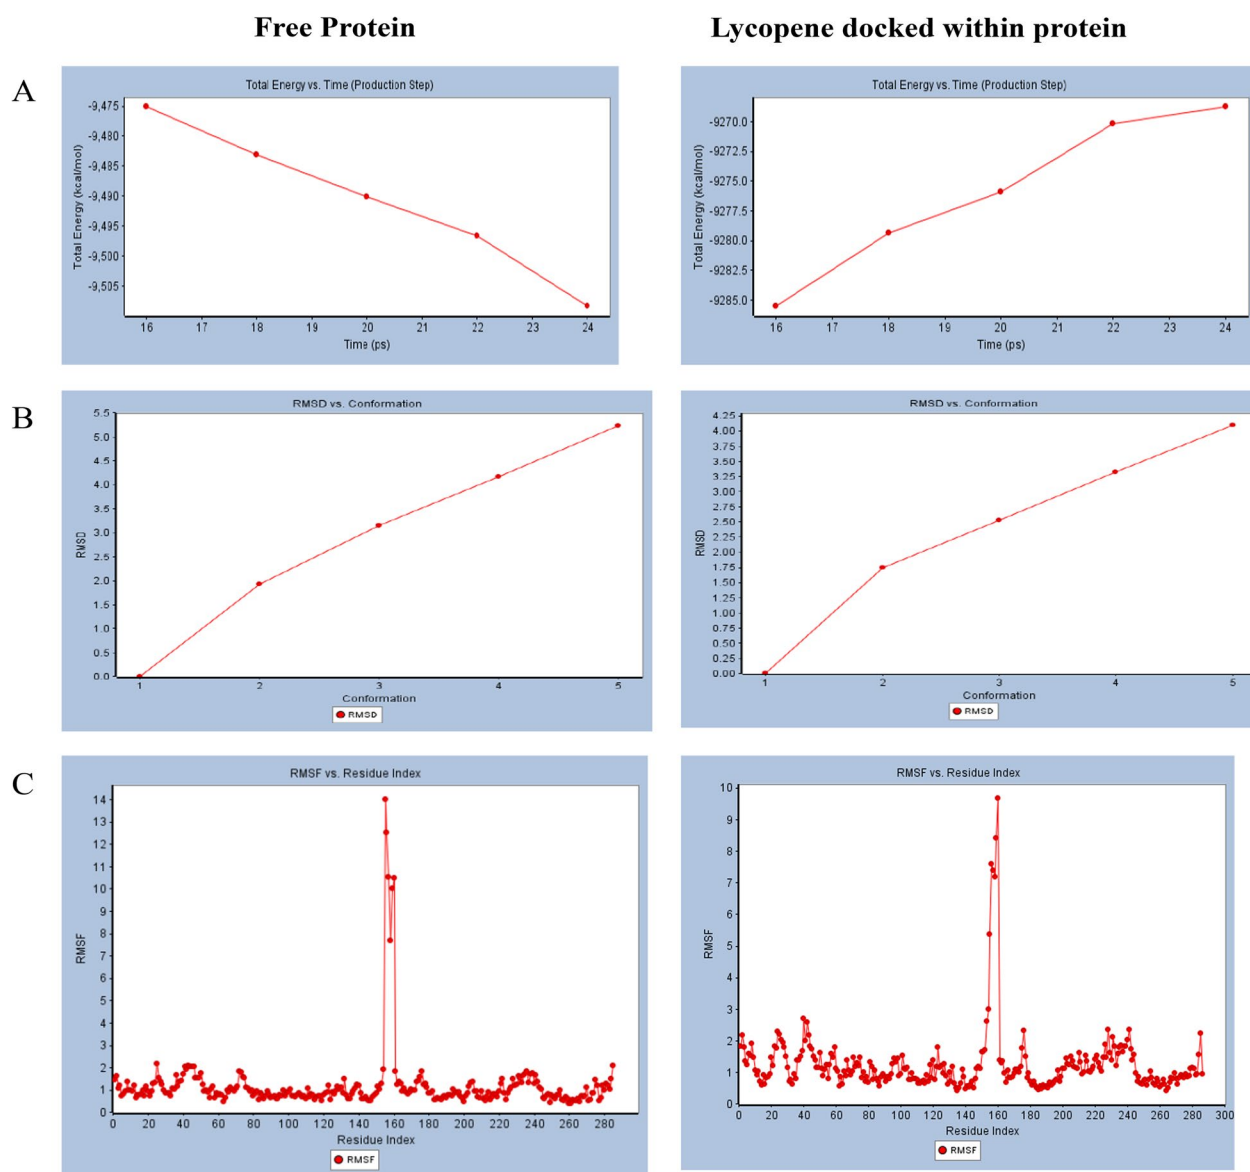 Free Protein
Lycopene docked within protein
A
Total Energy vs. Time (Production Step)
Total Energy (kcal/mol)
-9,475
-9,480
-9,485
-9,490
-9,495
-9,500
-9,505
16 17 18 19 20 21 22 23 24
Time (ps)
Total Energy vs. Time (Production Step)
Total Energy (kcal/mol)
-9270.0
-9272.5
-9275.0
-9277.5
-9280.0
-9282.5
-9285.0
16 17 18 19 20 21 22 23 24
Time (ps)
B
RMSD vs. Conformation
RMSD
5.5
5.0
4.5
4.0
3.5
3.0
2.5
2.0
1.5
1.0
0.5
0.0
1 2 3 4 5
Conformation
RMSD
RMSD vs. Conformation
RMSD
4.25
4.00
3.75
3.50
3.25
3.00
2.75
2.50
2.25
2.00
1.75
1.50
1.25
1.00
0.75
0.50
0.25
0.00
1 2 3 4 5
Conformation
RMSD
C
RMSF vs. Residue Index
RMSF
14
13
12
11
10
9
8
7
6
5
4
3
2
1
0
0 20 40 60 80 100 120 140 160 180 200 220 240 260 280
Residue Index
RMSF
RMSF vs. Residue Index
RMSF
10
9
8
7
6
5
4
3
2
1
0
0 20 40 60 80 100 120 140 160 180 200 220 240 260 280 300
Residue Index
RMSF